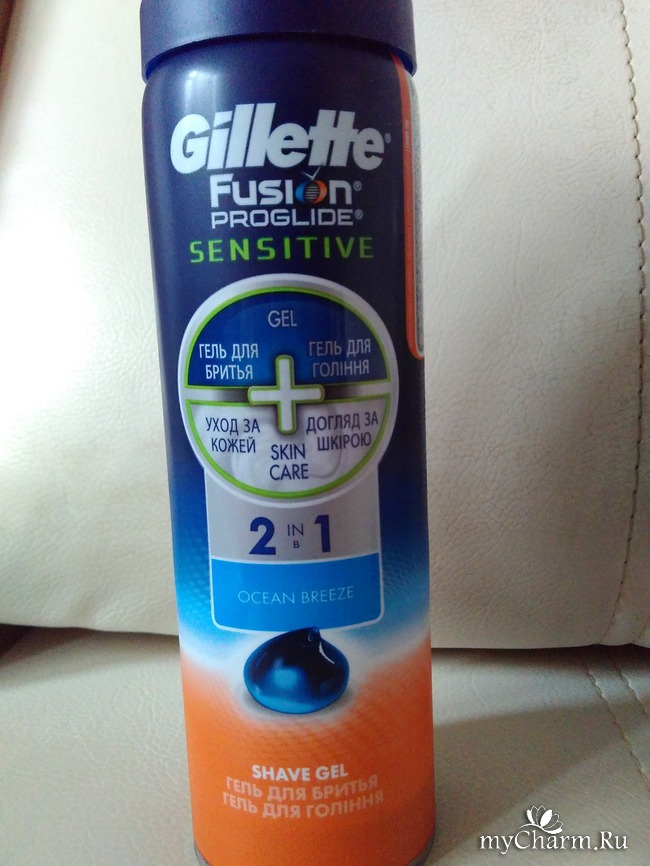 Gillette
FUSION®
PROGLIDE®
SENSITIVE
GEL
ГЕЛЬ ДЛЯ
БРИТЬЯ
ГЕЛЬ ДЛЯ
ГОЛІННЯ
УХОД ЗА
КОЖЕЙ
ДОГЛЯД ЗА
ШКІРОЮ
SKIN
CARE
2 IN 1
В
OCEAN BREEZE
SHAVE GEL
ГЕЛЬ ДЛЯ БРИТЬЯ
ГЕЛЬ ДЛЯ ГОЛІННЯ
myCharm.Ru